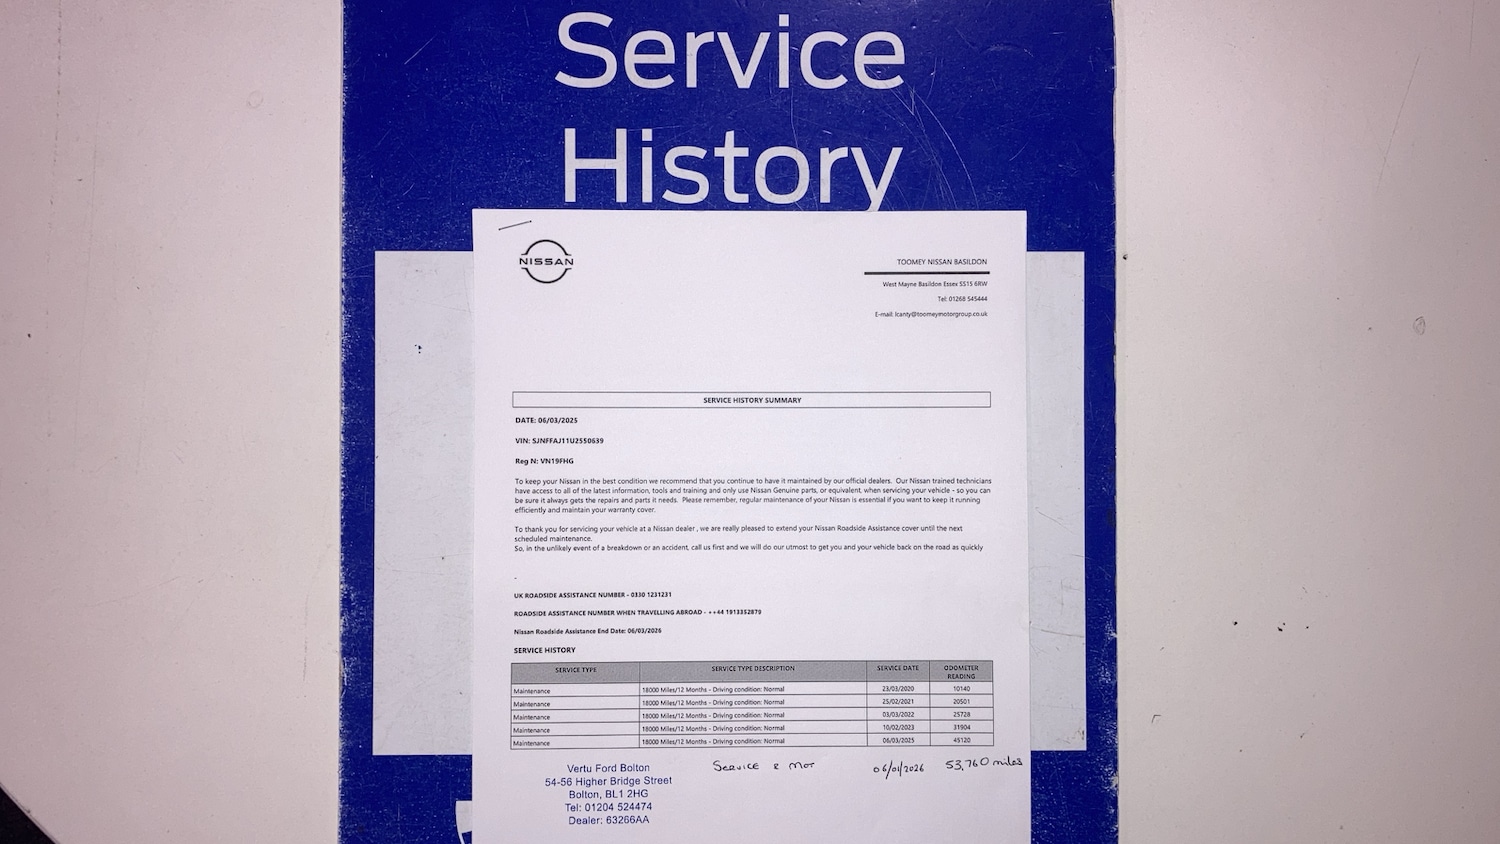 Service
History
NISSAN
TOOMEY NISSAN BASILDON
West Mayne Basildon Essex SS15 6RW
Tel: 01268 545444
E-mail: lcanty@toomeymotorgroup.co.uk
SERVICE HISTORY SUMMARY
DATE: 06/03/2025
VIN: SJNFFAJ11U2550639
Reg N: VN19FHG
To keep your Nissan in the best condition we recommend that you continue to have it maintained by our official dealers. Our Nissan trained technicians
have access to all of the latest information, tools and training and only use Nissan Genuine parts, or equivalent, when servicing your vehicle - so you can
be sure it always gets the repairs and parts it needs. Please remember, regular maintenance of your Nissan is essential if you want to keep it running
efficiently and maintain your warranty cover.
To thank you for servicing your vehicle at a Nissan dealer , we are really pleased to extend your Nissan Roadside Assistance cover until the next
scheduled maintenance.
So, in the unlikely event of a breakdown or an accident, call us first and we will do our utmost to get you and your vehicle back on the road as quickly
.
UK ROADSIDE ASSISTANCE NUMBER - 0330 1231231
ROADSIDE ASSISTANCE NUMBER WHEN TRAVELLING ABROAD - ++44 1913352879
Nissan Roadside Assistance End Date: 06/03/2026
SERVICE HISTORY
SERVICE TYPE SERVICE TYPE DESCRIPTION SERVICE DATE ODOMETER READING
Maintenance 18000 Miles/12 Months - Driving condition: Normal 23/03/2020 10140
Maintenance 18000 Miles/12 Months - Driving condition: Normal 25/02/2021 20501
Maintenance 18000 Miles/12 Months - Driving condition: Normal 03/03/2022 25728
Maintenance 18000 Miles/12 Months - Driving condition: Normal 10/02/2023 31904
Maintenance 18000 Miles/12 Months - Driving condition: Normal 06/03/2025 45120
Service & MOT 06/01/2026 53,760 miles
Vertu Ford Bolton
54-56 Higher Bridge Street
Bolton, BL1 2HG
Tel: 01204 524474
Dealer: 63266AA